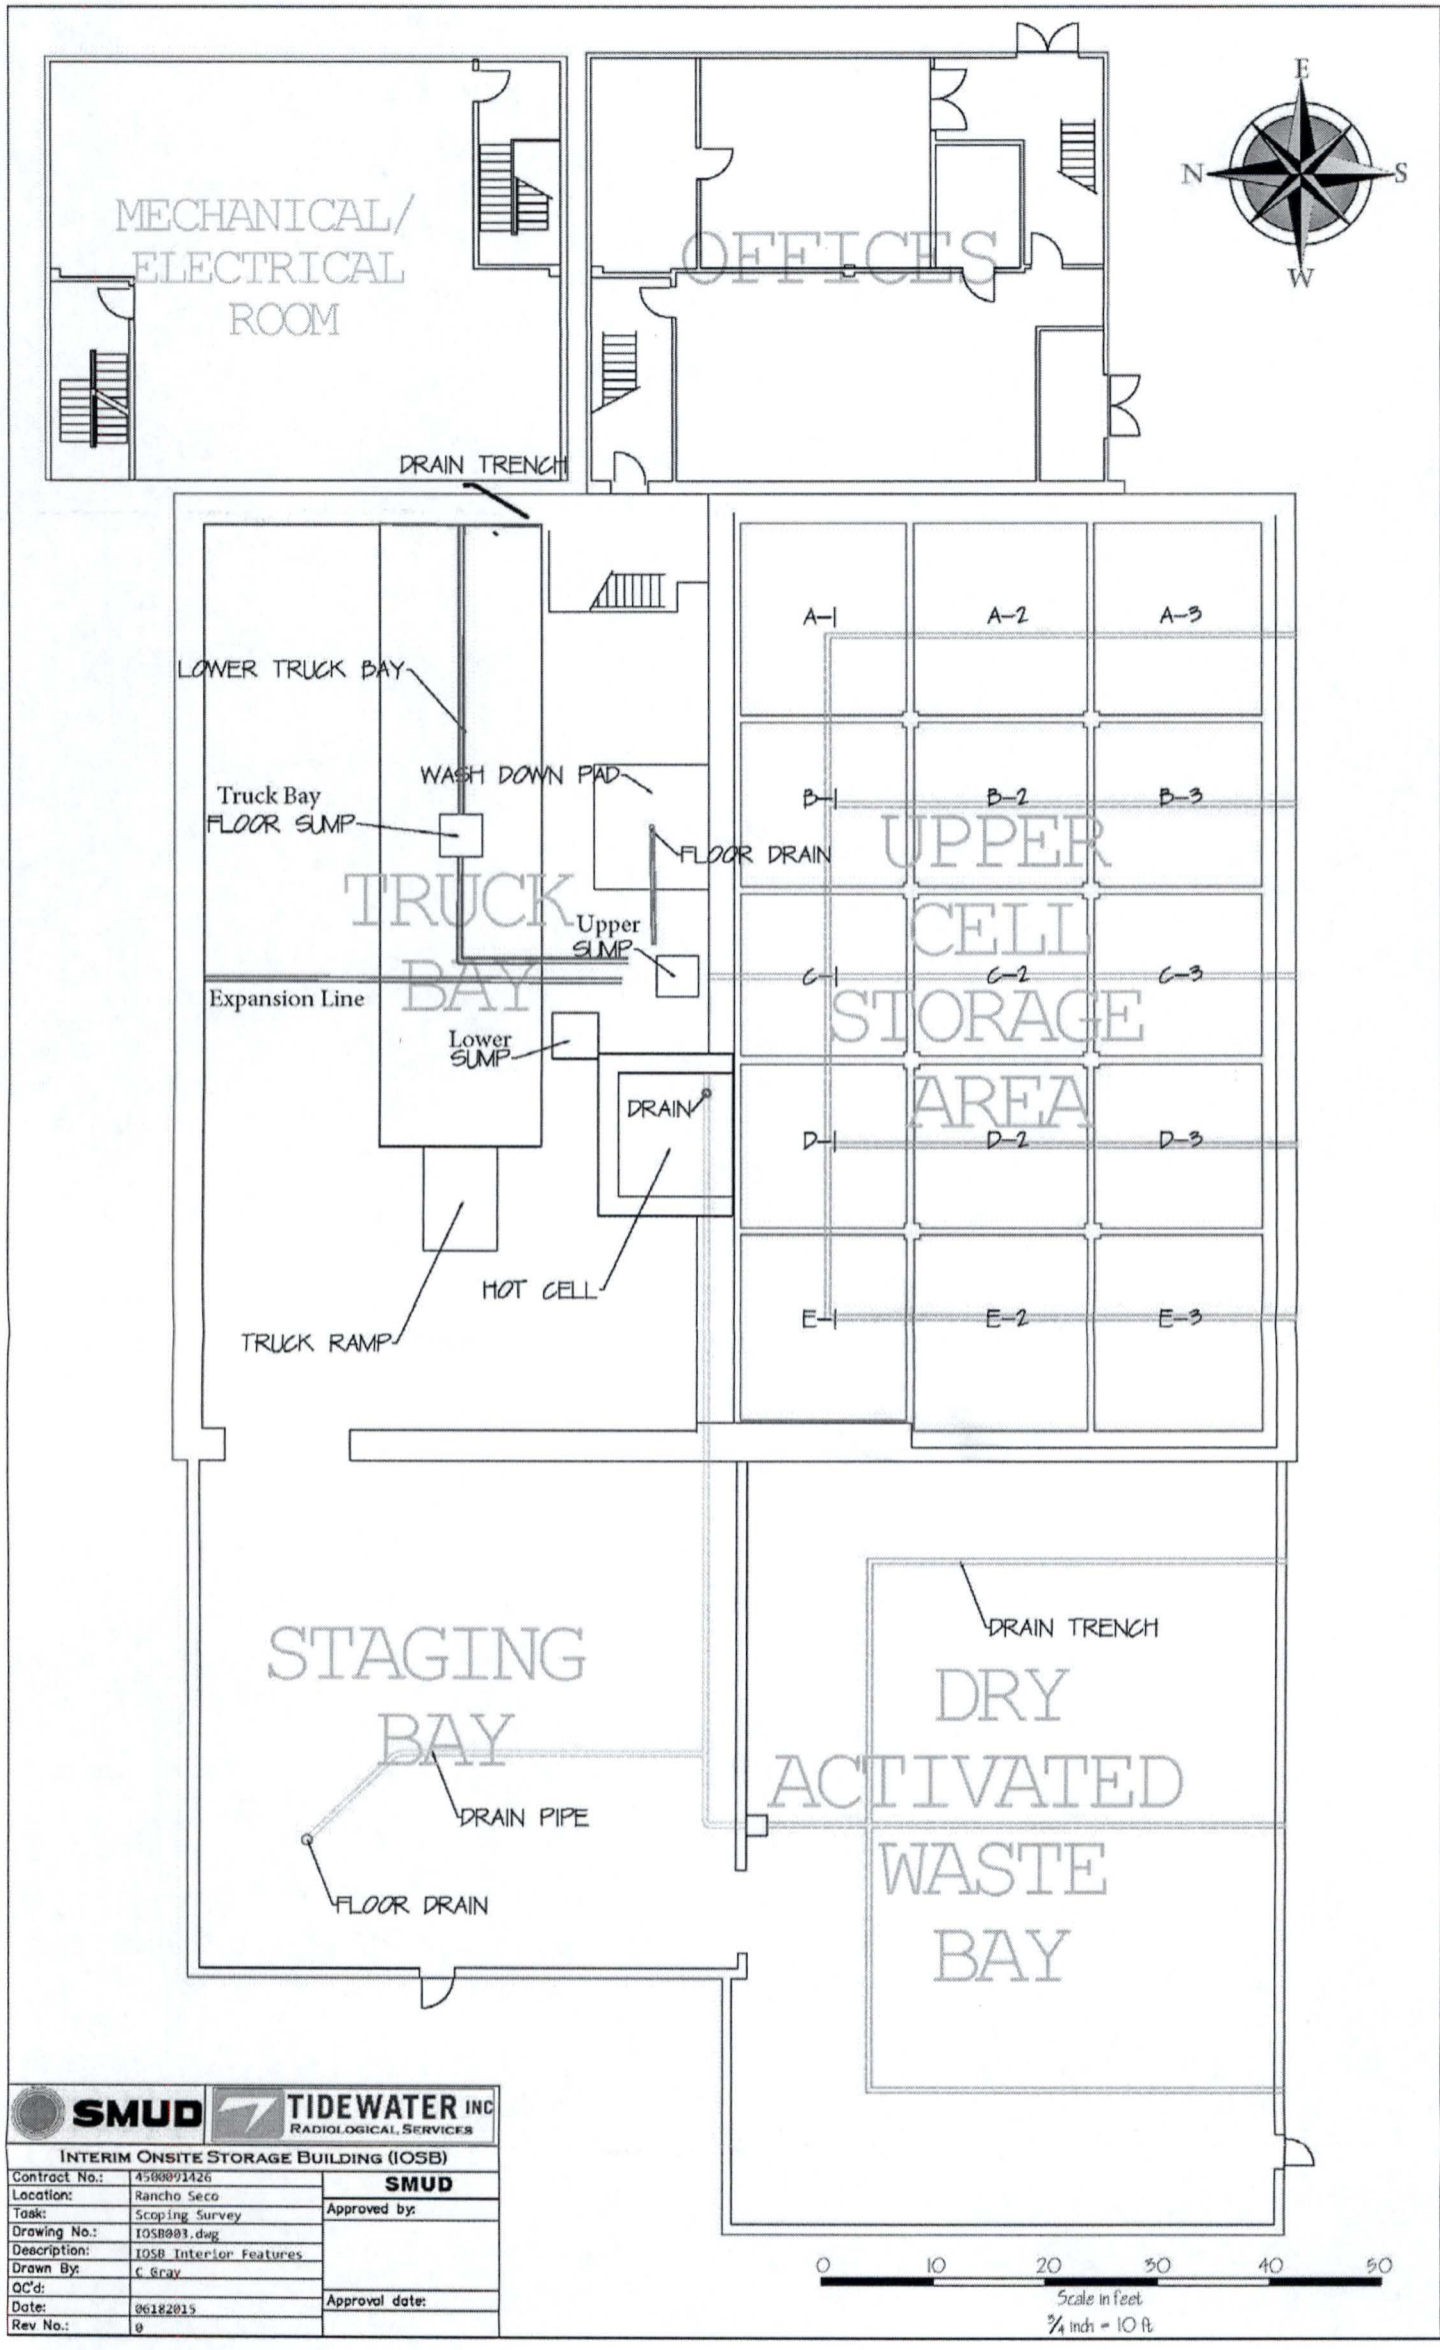 E
N
S
W
MECHANICAL/
ELECTRICAL
ROOM
OFFICES
DRAIN TRENCH
A-1
A-2
A-3
LOWER TRUCK BAY
WASH DOWN PAD
Truck Bay
FLOOR SUMP
B-1
B-2
B-3
FLOOR DRAIN
UPPER
CELL
STORAGE
AREA
TRUCK
BAY
Upper
SUMP
C-1
C-2
C-3
Expansion Line
Lower
SUMP
DRAIN
D-1
D-2
D-3
HOT CELL
E-1
E-2
E-3
TRUCK RAMP
DRAIN TRENCH
STAGING
BAY
DRY
ACTIVATED
WASTE
BAY
DRAIN PIPE
FLOOR DRAIN
SMUD
TIDEWATER INC
RADIOLOGICAL SERVICES
INTERIM ONSITE STORAGE BUILDING (IOSB)
Contract No.: 4500091426
SMUD
Location: Rancho Seco
Task: Scoping Survey
Approved by:
Drawing No.: IOSB003.dwg
Description: IOSB Interior Features
Drawn By: C Gray
QC'd:
Date: 06182015
Approval date:
Rev No.: 0
0 10 20 30 40 50
Scale in feet
3/4 inch = 10 ft